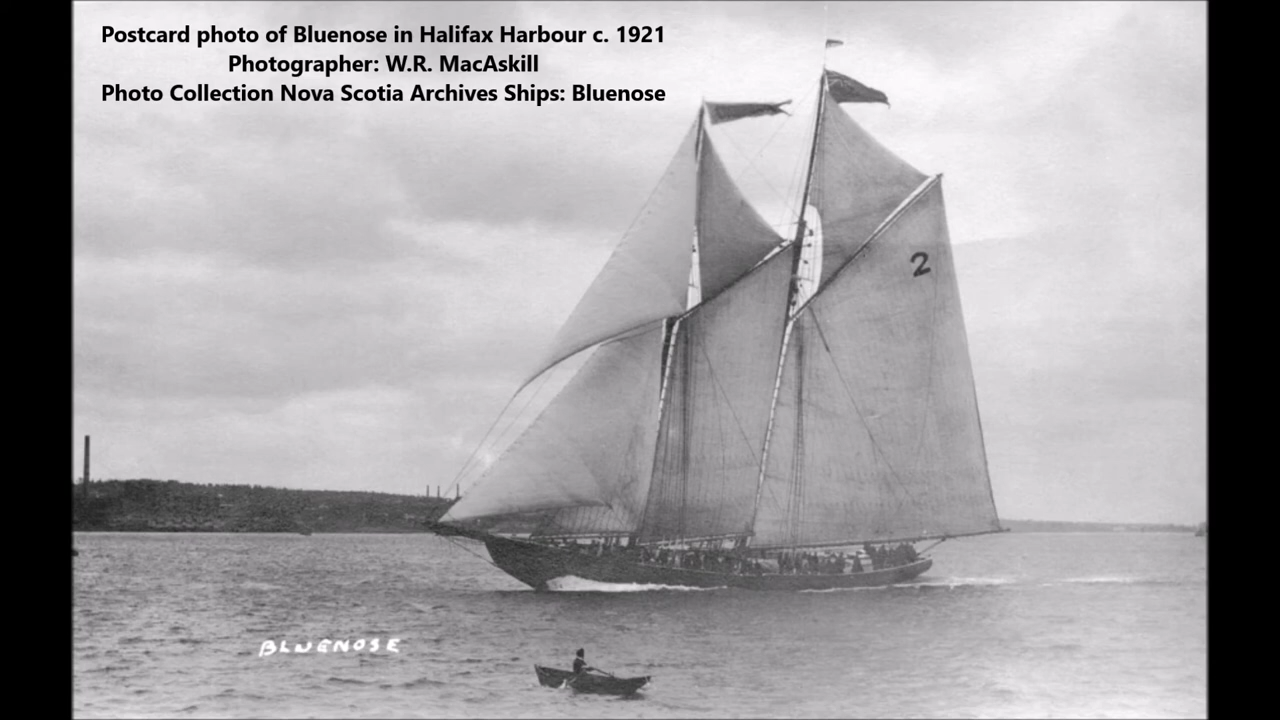 Postcard photo of Bluenose in Halifax Harbour c. 1921
Photographer: W.R. MacAskill
Photo Collection Nova Scotia Archives Ships: Bluenose
2
BLUENOSE